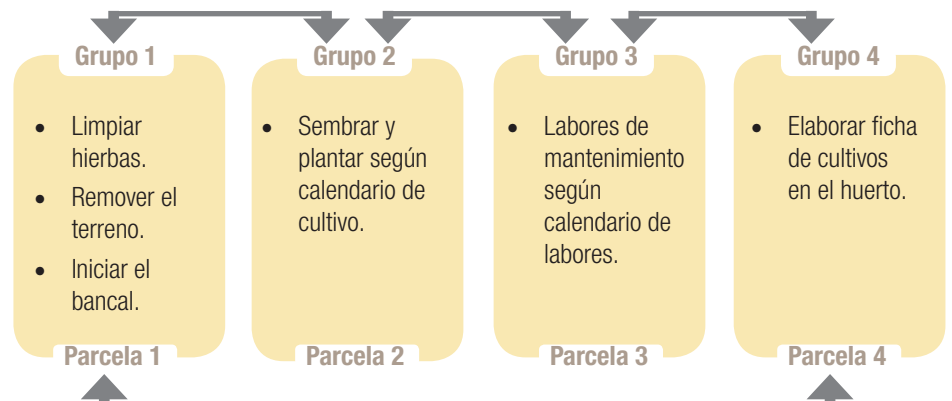 Grupo 1
• Limpiar
hierbas.
• Remover el
terreno.
• Iniciar el
bancal.
Parcela 1
Grupo 2
• Sembrar y
plantar según
calendario de
cultivo.
Parcela 2
Grupo 3
• Labores de
mantenimiento
según
calendario de
labores.
Parcela 3
Grupo 4
• Elaborar ficha
de cultivos
en el huerto.
Parcela 4